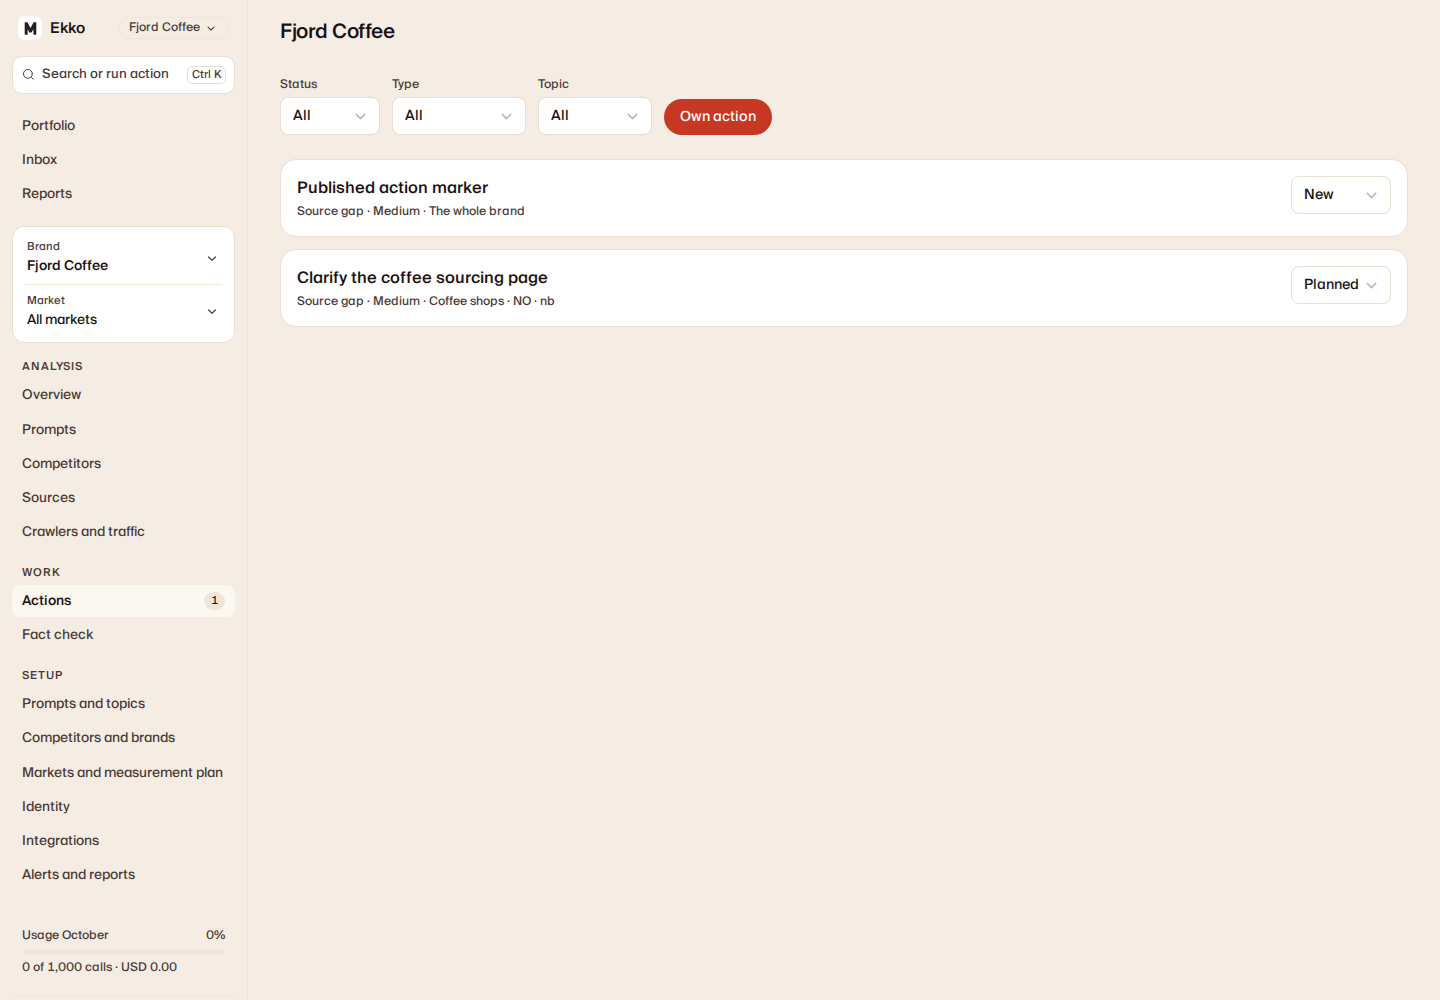 Ekko
Fjord Coffee
Search or run action
Ctrl K
Portfolio
Inbox
Reports
Brand
Fjord Coffee
Market
All markets
ANALYSIS
Overview
Prompts
Competitors
Sources
Crawlers and traffic
WORK
Actions
1
Fact check
SETUP
Prompts and topics
Competitors and brands
Markets and measurement plan
Identity
Integrations
Alerts and reports
Usage October
0%
0 of 1,000 calls · USD 0.00
Fjord Coffee
Status
Type
Topic
All
All
All
Own action
Published action marker
Source gap · Medium · The whole brand
New
Clarify the coffee sourcing page
Source gap · Medium · Coffee shops · NO · nb
Planned